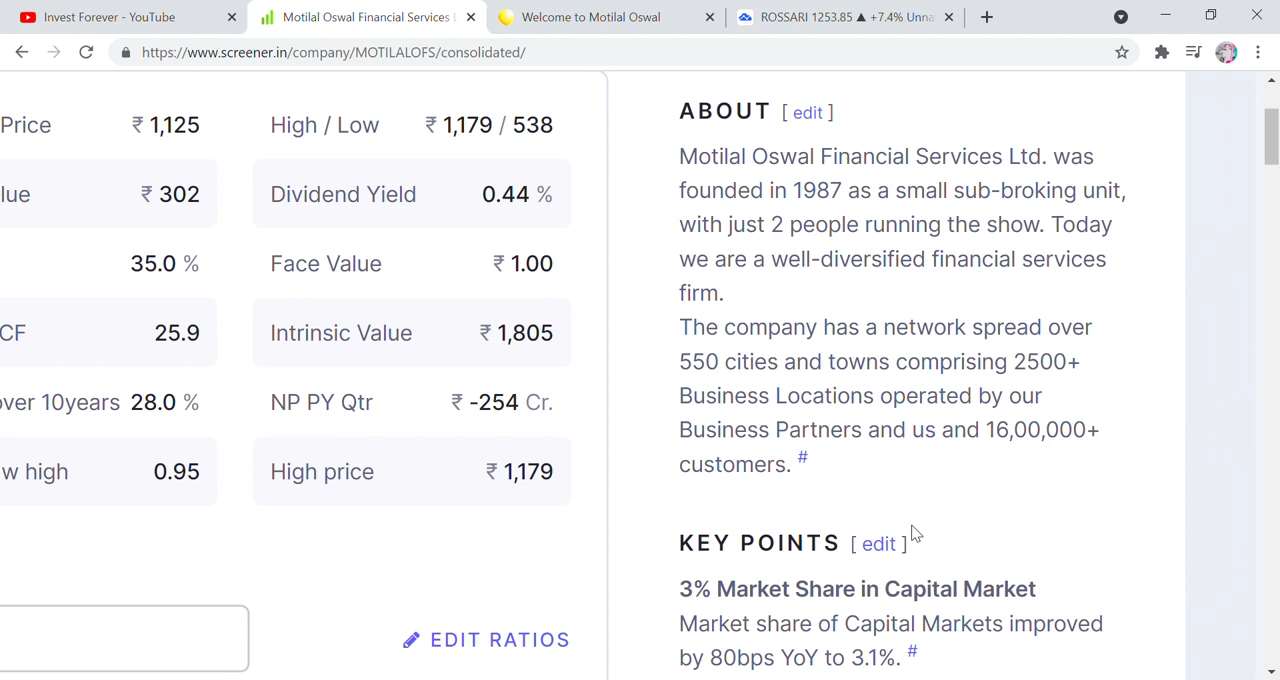 Invest Forever - YouTube
Motilal Oswal Financial Services L
Welcome to Motilal Oswal
ROSSARI 1253.85 ▲ +7.4% Unna
https://www.screener.in/company/MOTILALOFS/consolidated/
Price ₹ 1,125
High / Low ₹ 1,179 / 538
lue ₹ 302
Dividend Yield 0.44 %
35.0 %
Face Value ₹ 1.00
CF 25.9
Intrinsic Value ₹ 1,805
over 10years 28.0 %
NP PY Qtr ₹ -254 Cr.
w high 0.95
High price ₹ 1,179
EDIT RATIOS
ABOUT [ edit ]
Motilal Oswal Financial Services Ltd. was
founded in 1987 as a small sub-broking unit,
with just 2 people running the show. Today
we are a well-diversified financial services
firm.
The company has a network spread over
550 cities and towns comprising 2500+
Business Locations operated by our
Business Partners and us and 16,00,000+
customers. #
KEY POINTS [ edit ]
3% Market Share in Capital Market
Market share of Capital Markets improved
by 80bps YoY to 3.1%. #